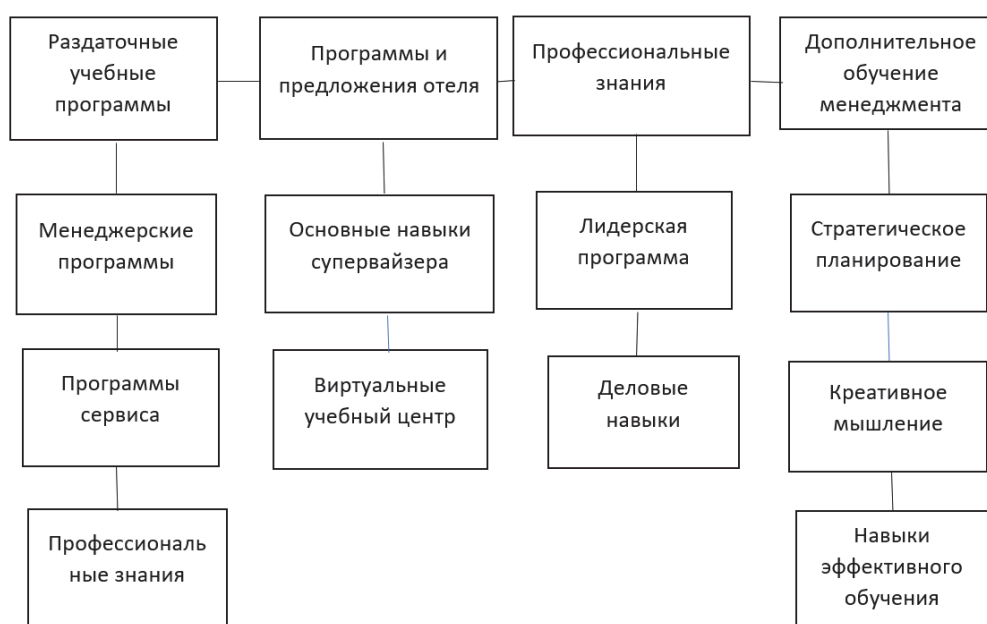 Раздаточные
учебные
программы
Программы и
предложения отеля
Профессиональные
знания
Дополнительное
обучение
менеджмента
Менеджерские
программы
Основные навыки
супервайзера
Лидерская
программа
Стратегическое
планирование
Программы
сервиса
Виртуальные
учебный центр
Деловые
навыки
Креативное
мышление
Профессиональ
ные знания
Навыки
эффективного
обучения